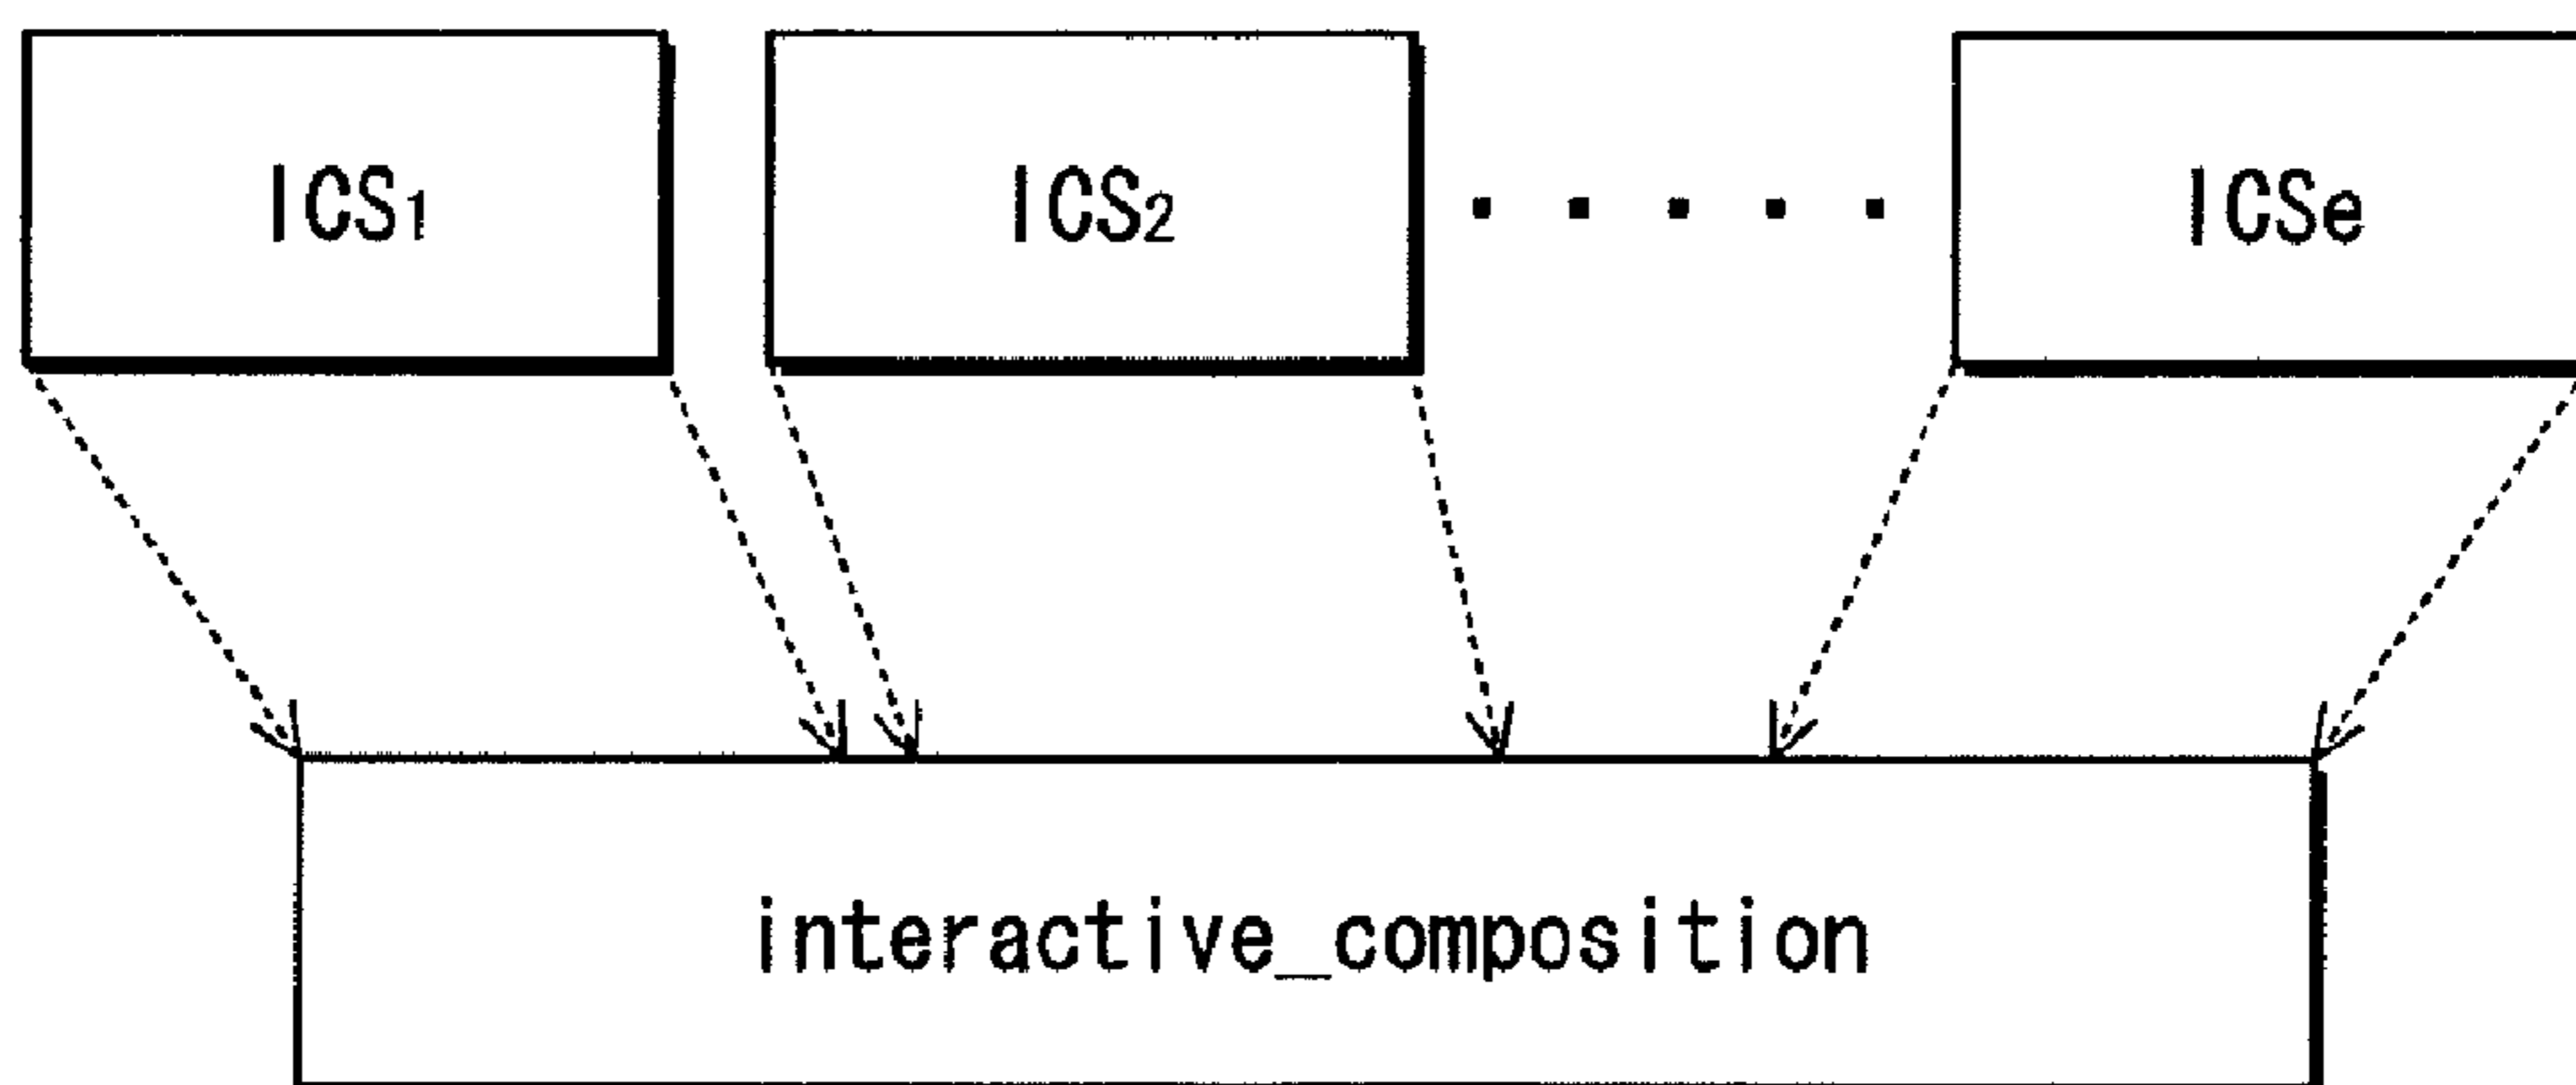 ICS1 ICS2 ..... ICSe
interactive_composition